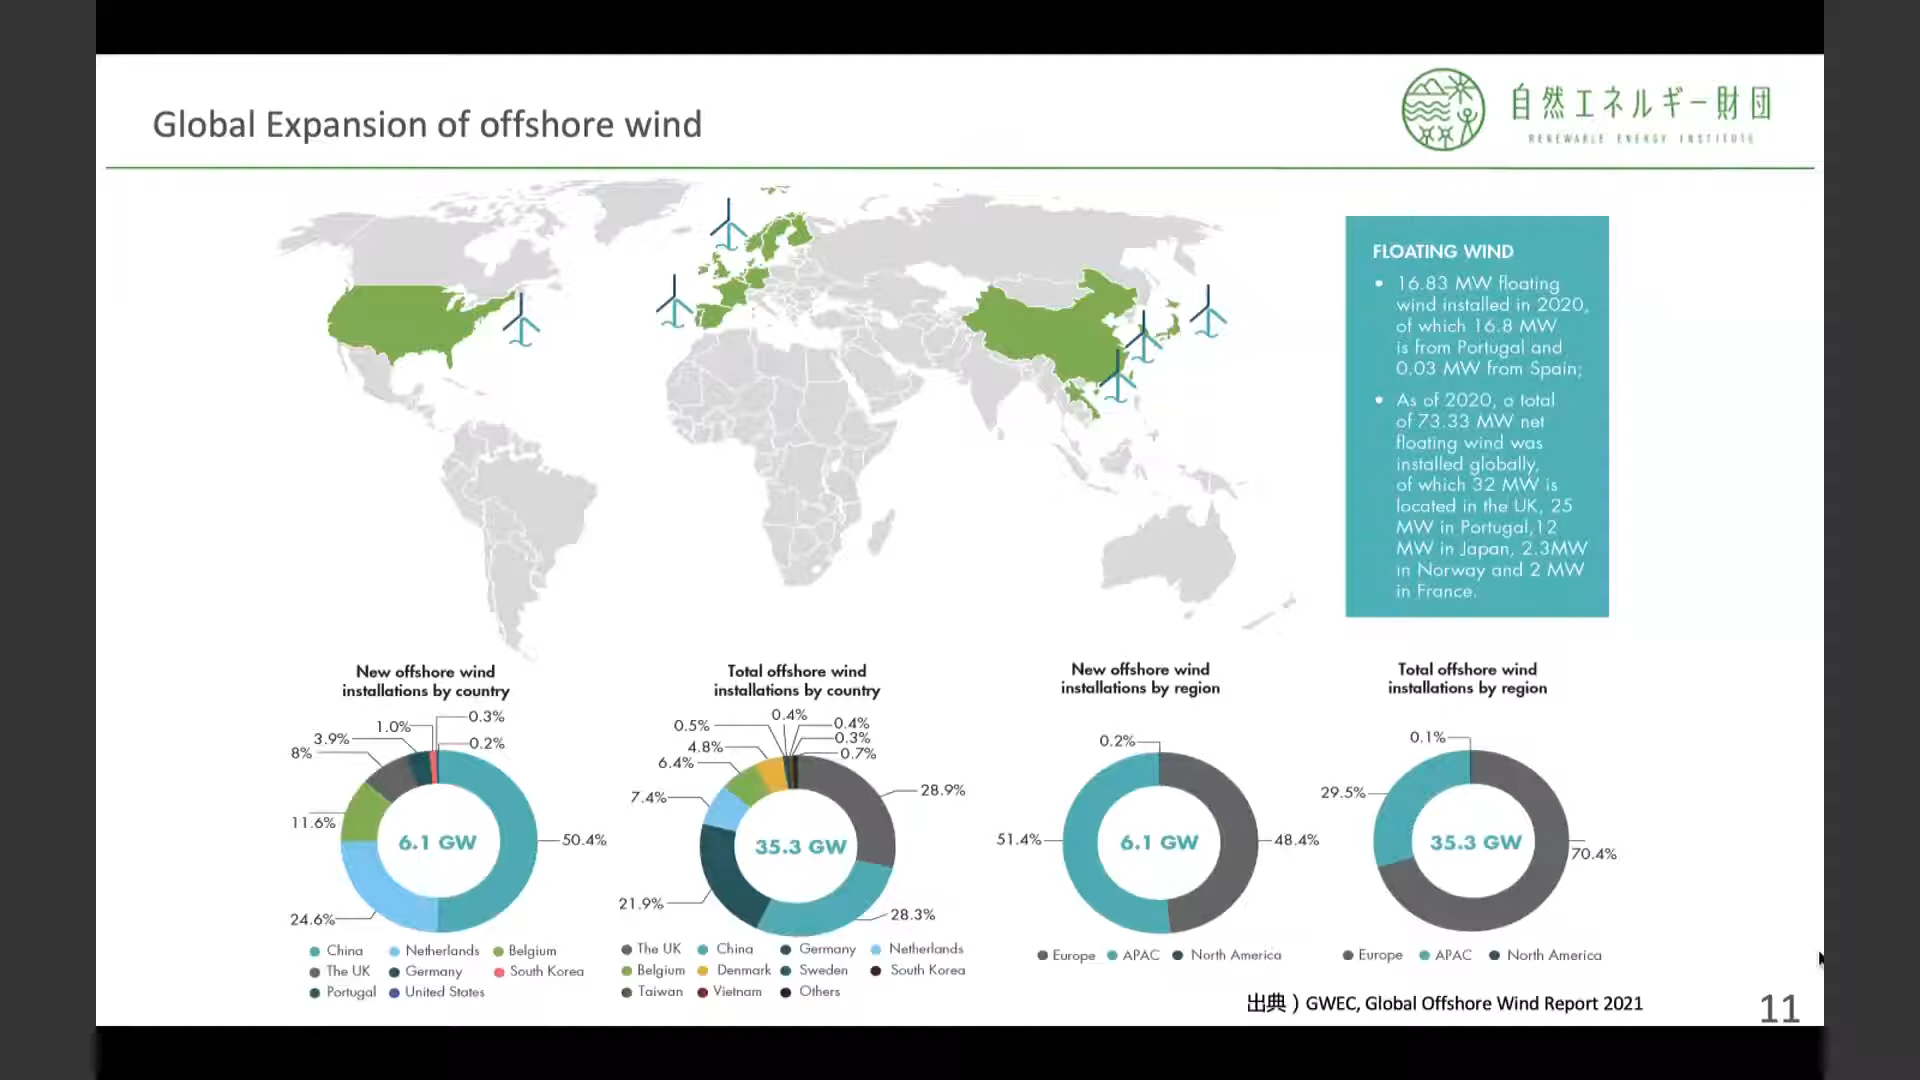 Global Expansion of offshore wind
自然エネルギー財団
RENEWABLE ENERGY INSTITUTE
FLOATING WIND
• 16.83 MW floating
wind installed in 2020,
of which 16.8 MW
is from Portugal and
0.03 MW from Spain;
• As of 2020, a total
of 73.33 MW net
floating wind was
installed globally,
of which 32 MW is
located in the UK, 25
MW in Portugal,12
MW in Japan, 2.3MW
in Norway and 2 MW
in France.
New offshore wind
installations by country
0.3%
1.0%
3.9%
0.2%
8%
11.6%
6.1 GW
50.4%
24.6%
China
Netherlands
Belgium
The UK
Germany
South Korea
Portugal
United States
Total offshore wind
installations by country
0.4%
0.5%
0.4%
0.3%
4.8%
0.7%
6.4%
28.9%
7.4%
35.3 GW
21.9%
28.3%
The UK
China
Germany
Netherlands
Belgium
Denmark
Sweden
South Korea
Taiwan
Vietnam
Others
New offshore wind
installations by region
0.2%
51.4%
6.1 GW
48.4%
Europe
APAC
North America
Total offshore wind
installations by region
0.1%
29.5%
35.3 GW
70.4%
Europe
APAC
North America
出典）GWEC, Global Offshore Wind Report 2021
11